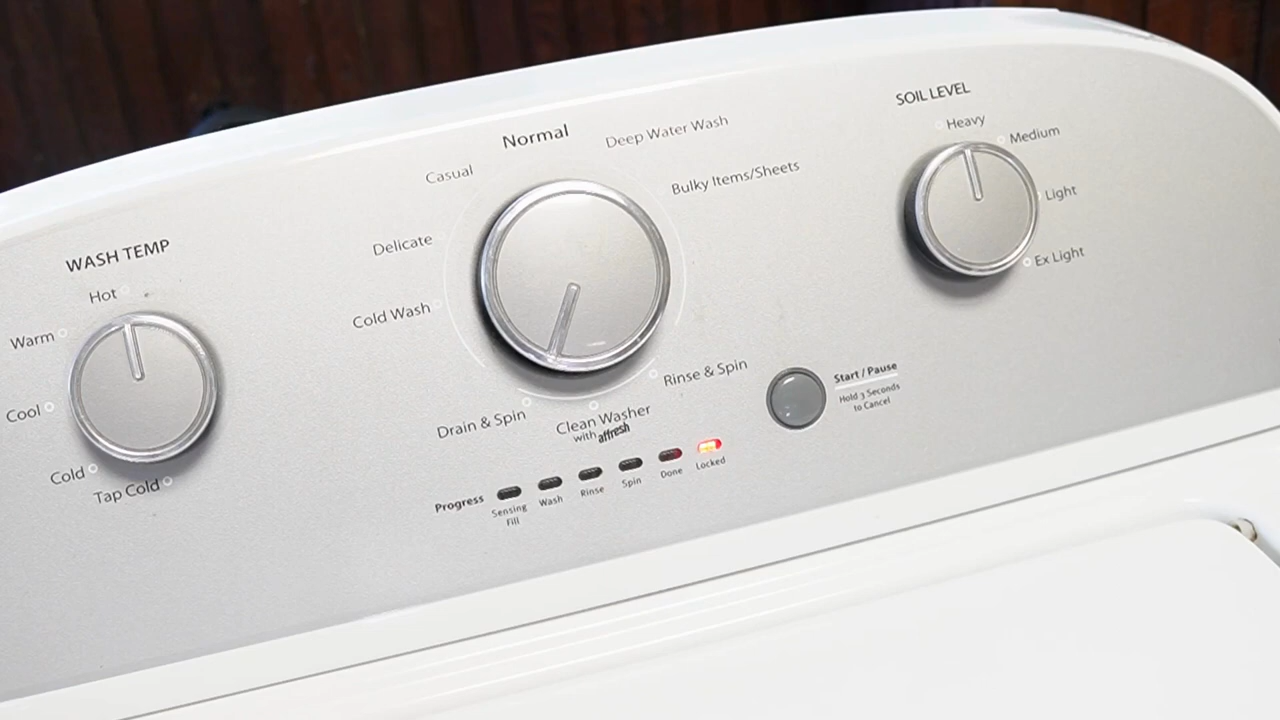 WASH TEMP
Hot
Warm
Cool
Cold
Tap Cold
Normal
Casual
Delicate
Cold Wash
Drain & Spin
Clean Washer
with affresh
Rinse & Spin
Bulky Items/Sheets
Deep Water Wash
Progress
Sensing
Fill
Wash
Rinse
Spin
Done
Locked
Start / Pause
Hold 3 Seconds
to Cancel
SOIL LEVEL
Heavy
Medium
Light
Ex Light